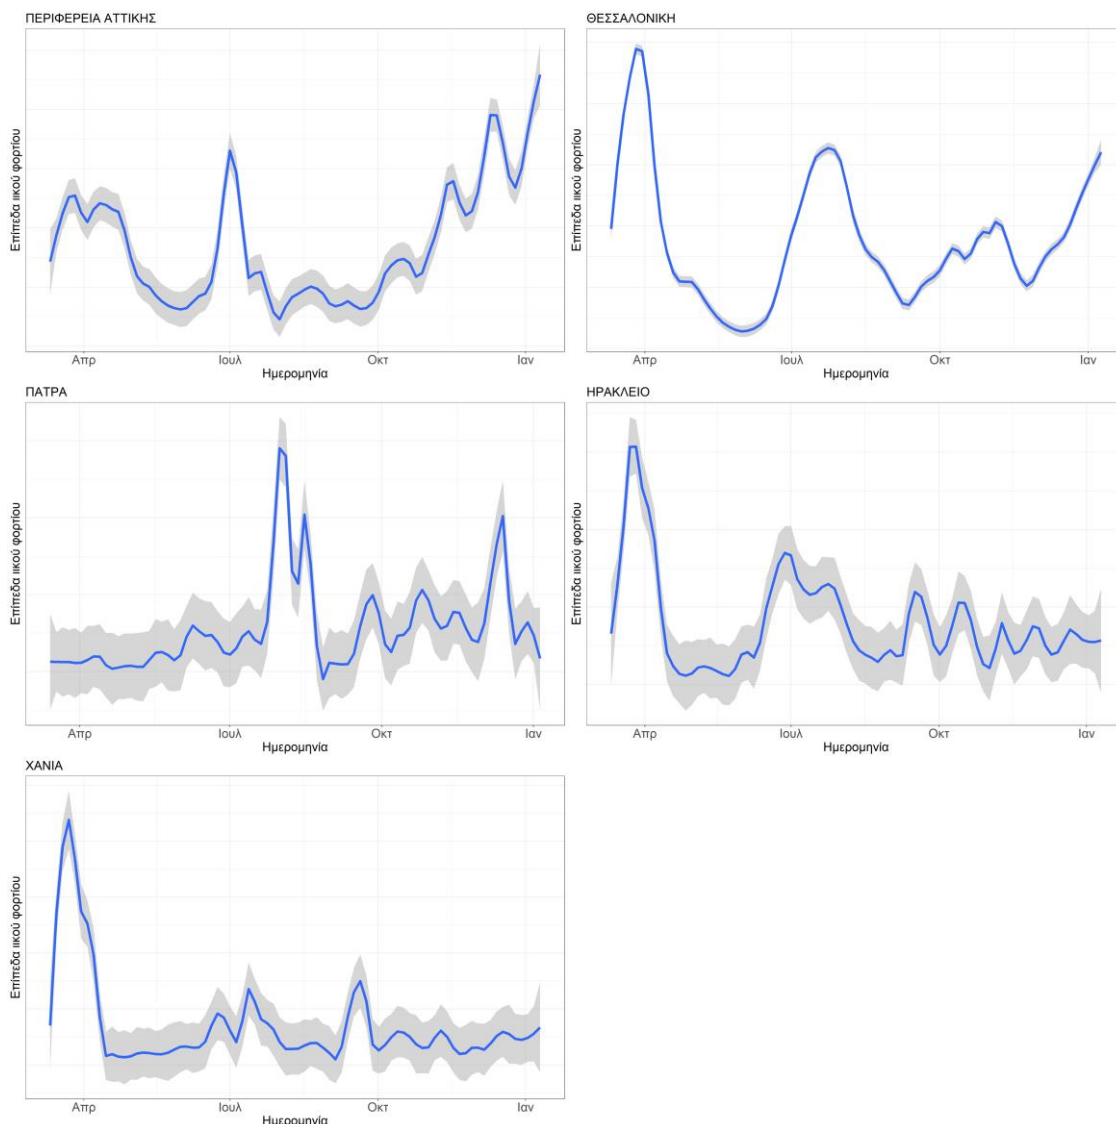 ΠΕΡΙΦΕΡΕΙΑ ΑΤΤΙΚΗΣ
Επίπεδα ιικού φορτίου
Απρ Ιουλ Οκτ Ιαν
Ημερομηνία
ΘΕΣΣΑΛΟΝΙΚΗ
Επίπεδα ιικού φορτίου
Απρ Ιουλ Οκτ Ιαν
Ημερομηνία
ΠΑΤΡΑ
Επίπεδα ιικού φορτίου
Απρ Ιουλ Οκτ Ιαν
Ημερομηνία
ΗΡΑΚΛΕΙΟ
Επίπεδα ιικού φορτίου
Απρ Ιουλ Οκτ Ιαν
Ημερομηνία
ΧΑΝΙΑ
Επίπεδα ιικού φορτίου
Απρ Ιουλ Οκτ Ιαν
Ημερομηνία